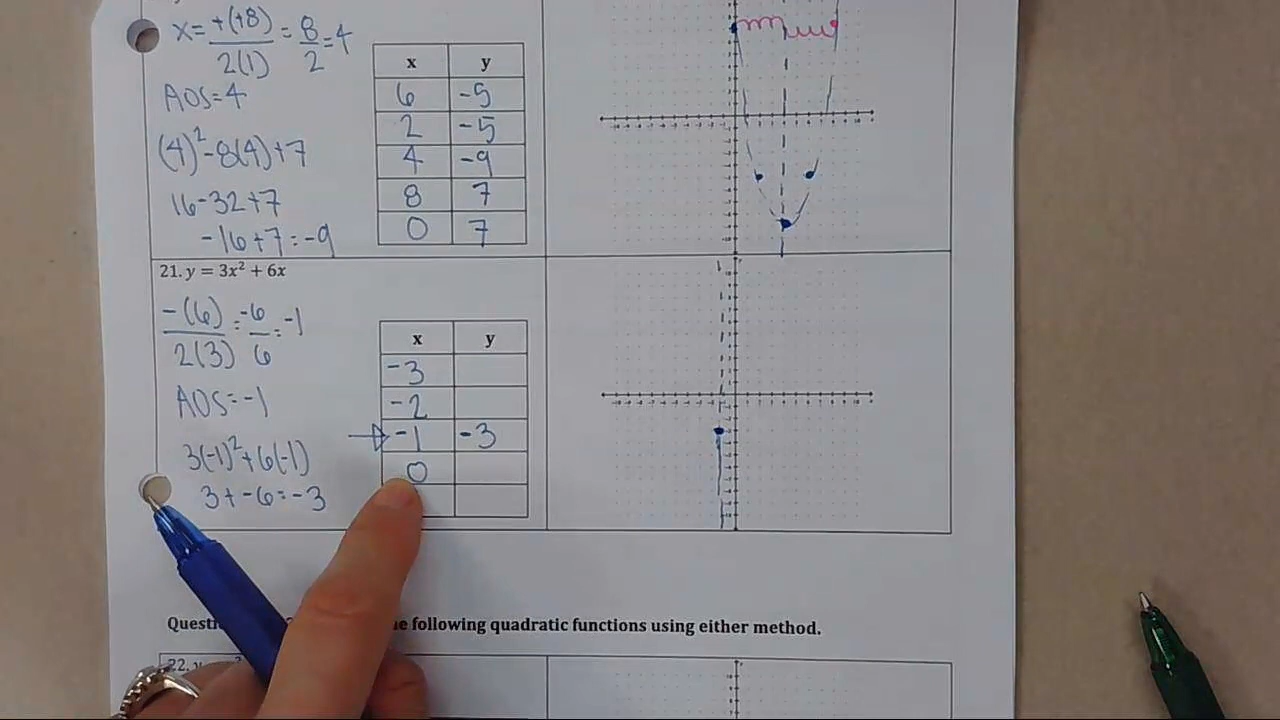 x = +(+8) / 2(1) = 8/2 = 4
AOS = 4
(4)² - 8(4) + 7
16 - 32 + 7
-16 + 7 = -9
x y
6 -5
2 -5
4 -9
8 7
0 7
21. y = 3x² + 6x
-(6) / 2(3) = -6/6 = -1
AOS = -1
3(-1)² + 6(-1)
3 + -6 = -3
x y
-3
-2
-1 -3
0
following quadratic functions using either method.
22. y